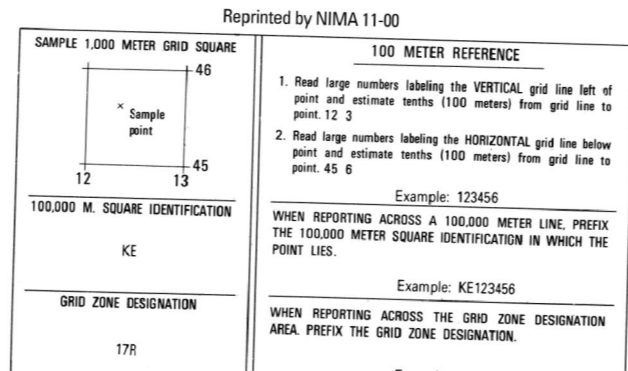 Reprinted by NIMA 11-00
SAMPLE 1,000 METER GRID SQUARE
46
× Sample
point
45
12
13
100,000 M. SQUARE IDENTIFICATION
KE
GRID ZONE DESIGNATION
17R
100 METER REFERENCE
1. Read large numbers labeling the VERTICAL grid line left of
point and estimate tenths (100 meters) from grid line to
point. 12 3
2. Read large numbers labeling the HORIZONTAL grid line below
point and estimate tenths (100 meters) from grid line to
point. 45 6
Example: 123456
WHEN REPORTING ACROSS A 100,000 METER LINE, PREFIX
THE 100,000 METER SQUARE IDENTIFICATION IN WHICH THE
POINT LIES.
Example: KE123456
WHEN REPORTING ACROSS THE GRID ZONE DESIGNATION
AREA. PREFIX THE GRID ZONE DESIGNATION.